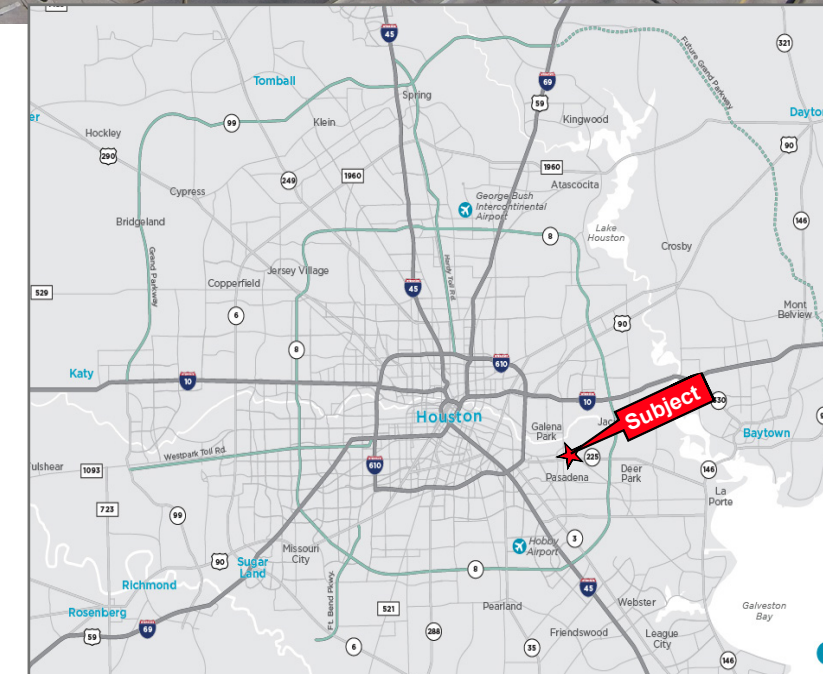 45
321
69
Future Grand Parkway
Tomball
Spring
59
Dayto
er
99
Klein
Kingwood
Hockley
90
290
1960
249
1960
Atascocita
Cypress
George Bush
Intercontinental
Airport
146
Bridgeland
8
Lake
Houston
Crosby
Grand Parkway
Hardy Toll Rd.
Jersey Village
Copperfield
45
529
Mont
Belview
6
90
8
610
Katy
10
10
Subject
330
Houston
Galena
Park
Jac
Baytown
Westpark Toll Rd.
225
ulshear
1093
610
Pasadena
Deer
Park
146
La
Porte
723
99
Hobby
Airport
3
Missouri
City
90
Sugar
Land
8
Richmond
45
Ft. Bend Pkwy.
Rosenberg
521
Pearland
Webster
Galveston
Bay
59
69
288
Friendswood
League
City
6
35
146